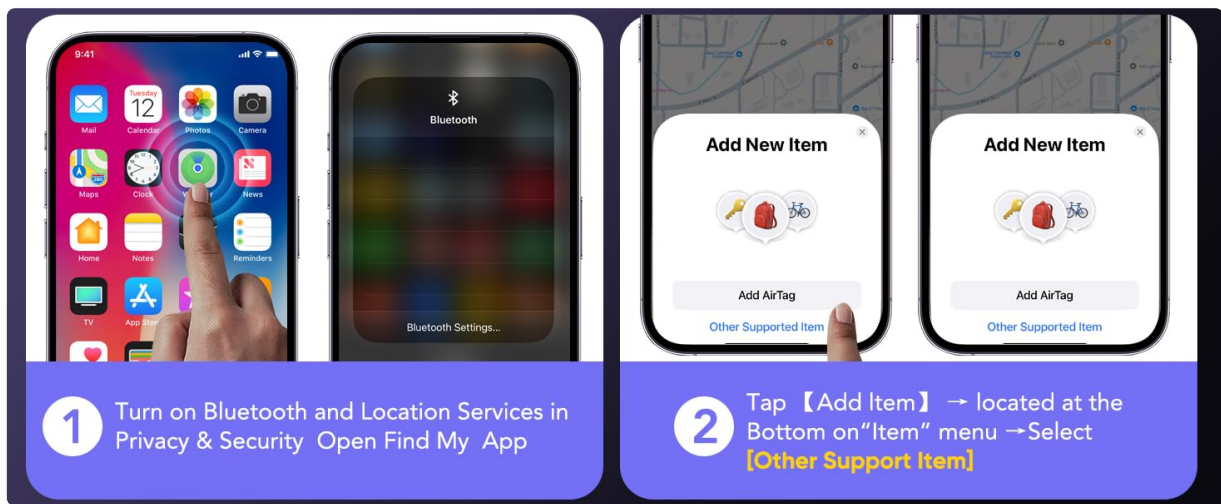 9:41
Mail
Tuesday
12
Calendar
Photos
Camera
Maps
Clock
News
Home
Notes
Reminders
TV
App Stor
Bluetooth
Bluetooth Settings...
Add New Item
Add AirTag
Other Supported Item
Add New Item
Add AirTag
Other Supported Item
1
Turn on Bluetooth and Location Services in
Privacy & Security Open Find My App
2
Tap 【Add Item】 → located at the
Bottom on“Item” menu →Select
[Other Support Item]